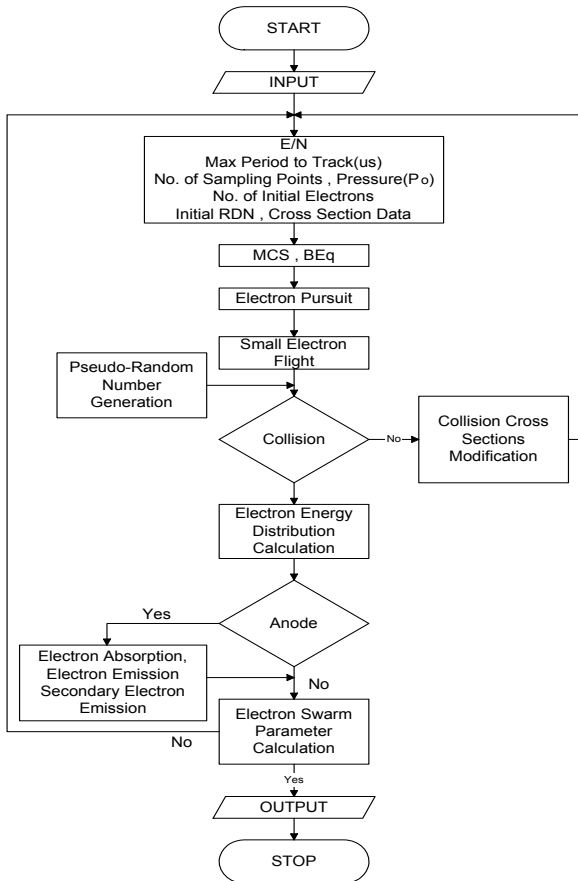 START
INPUT
E/N
Max Period to Track(us)
No. of Sampling Points , Pressure(Po)
No. of Initial Electrons
Initial RDN , Cross Section Data
MCS , BEq
Electron Pursuit
Small Electron
Flight
Pseudo-Random
Number
Generation
Collision
No
Collision Cross
Sections
Modification
Electron Energy
Distribution
Calculation
Yes
Anode
Electron Absorption,
Electron Emission
Secondary Electron
Emission
No
Electron Swarm
Parameter
Calculation
No
Yes
OUTPUT
STOP